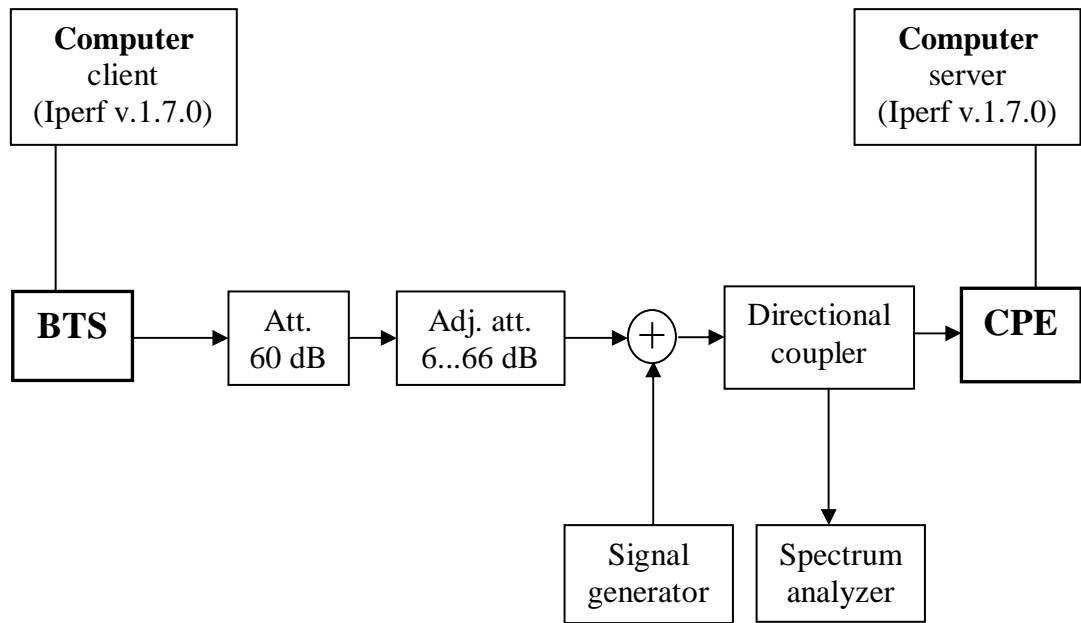 Computer
client
(Iperf v.1.7.0)
Computer
server
(Iperf v.1.7.0)
BTS
Att.
60 dB
Adj. att.
6...66 dB
+
Directional
coupler
CPE
Signal
generator
Spectrum
analyzer